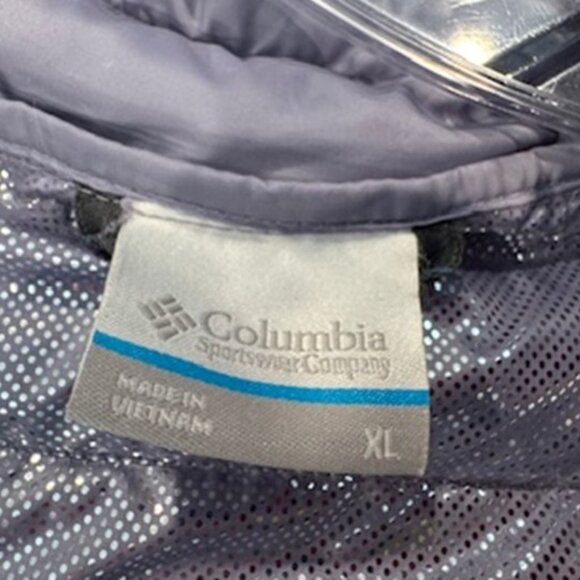 Columbia
Sportswear Company
MADE IN
VIETNAM
XL